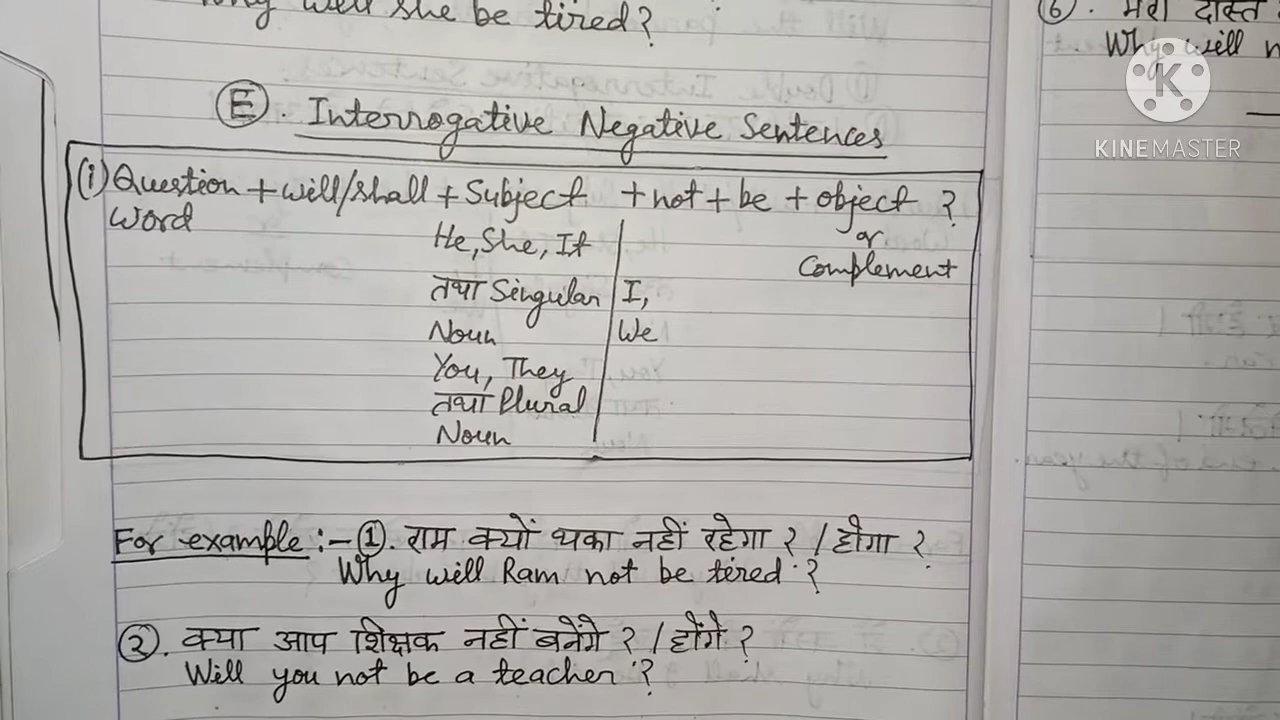 Why will she be tired?
E. Interrogative Negative Sentences
(i) Question + will/shall + Subject + not + be + object ?
Word
He, She, It
or
Complement
तथा Singular I,
Noun We
You, They
तथा Plural
Noun
For example :- 1. राम क्यों थका नहीं रहेगा ? / होगा ?
Why will Ram not be tired ?
2. क्या आप शिक्षक नहीं बनेंगे ? / होंगे ?
Will you not be a teacher ?
6. मेरा दोस्त
Why will
K
KINEMASTER